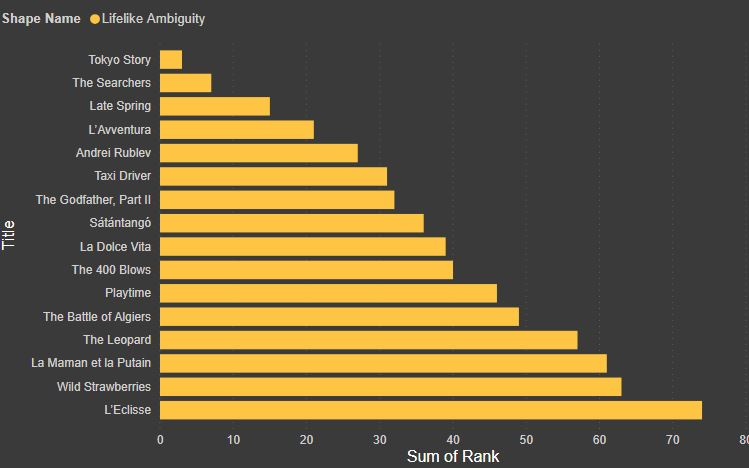 Shape Name Lifelike Ambiguity
Tokyo Story
The Searchers
Late Spring
L'Avventura
Andrei Rublev
Taxi Driver
The Godfather, Part II
Sátántangó
La Dolce Vita
The 400 Blows
Playtime
The Battle of Algiers
The Leopard
La Maman et la Putain
Wild Strawberries
L'Eclisse
Title
0 10 20 30 40 50 60 70 80
Sum of Rank